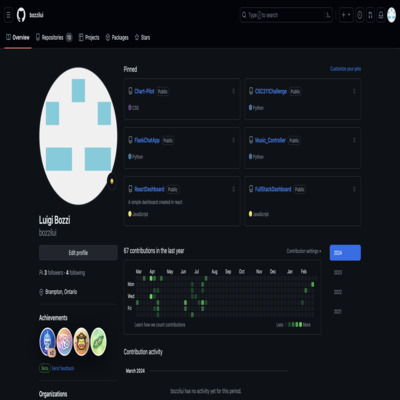 bozzilui
Type / to search
Overview
Repositories 13
Projects
Packages
Stars
Pinned
Customize your pins
Chart-Pilot Public
CSS
CSC311Challenge Public
Python
FlaskChatApp Public
Python
Music_Controller Public
Python
ReactDashboard Public
A simple dashboard created in react
JavaScript
FullStackDashboard Public
JavaScript
Luigi Bozzi
bozzilui
Edit profile
3 followers · 4 following
Brampton, Ontario
Achievements
x2
Beta Send feedback
Organizations
67 contributions in the last year
Contribution settings
2024
2023
2022
2021
Mar Apr May Jun Jul Aug Sep Oct Nov Dec Jan Feb
Mon
Wed
Fri
Learn how we count contributions
Less More
Contribution activity
March 2024
bozzilui has no activity yet for this period.